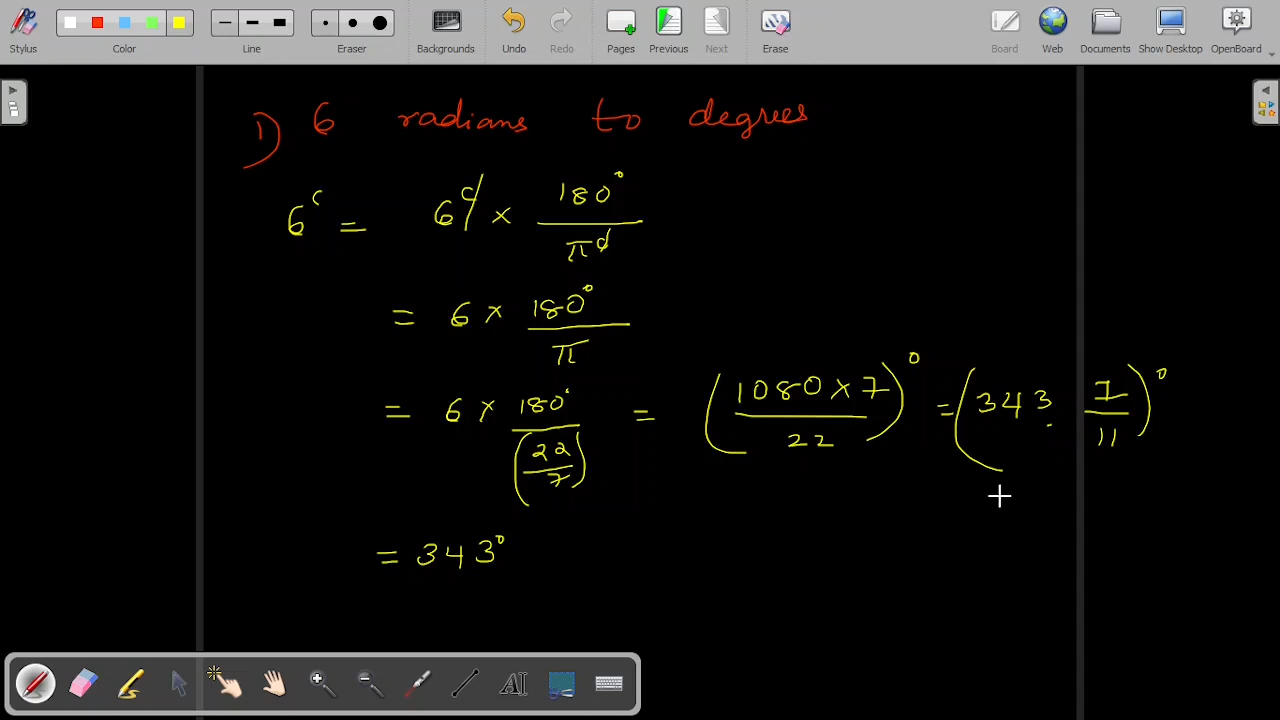 Stylus Color Line Eraser Backgrounds Undo Redo Pages Previous Next Erase Board Web Documents Show Desktop OpenBoard
1) 6 radians to degrees
6ᶜ = 6ᶜ × 180° / πᶜ
= 6 × 180° / π
= 6 × 180° / (22/7) = (1080 × 7 / 22)° = (343. 7/11)°
= 343°
AI